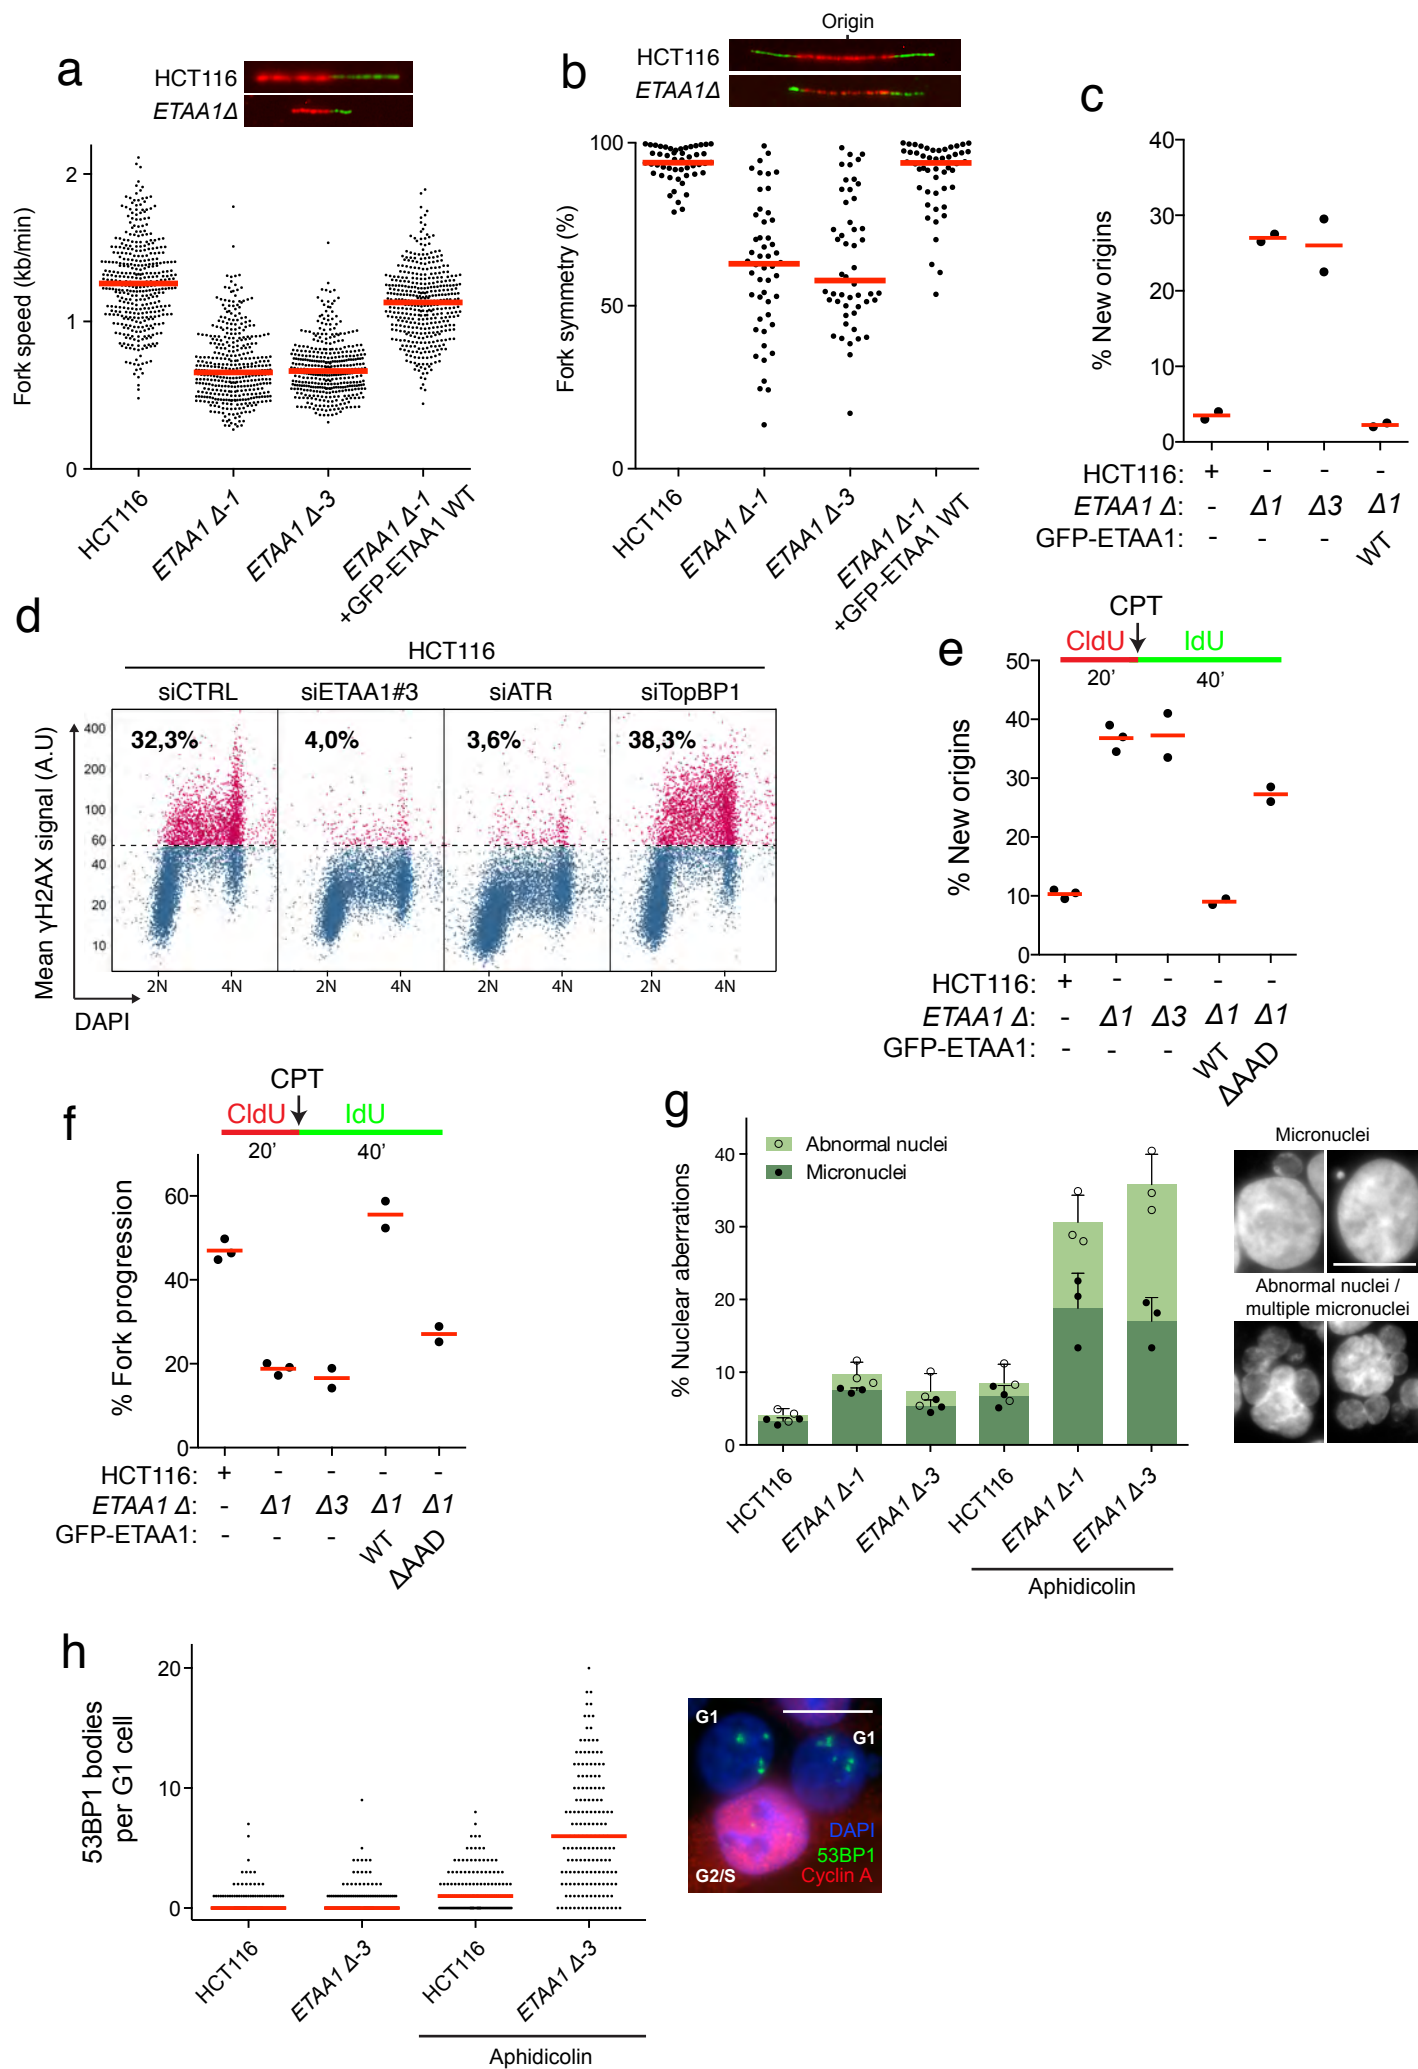 a
HCT116
ETAA1Δ
Fork speed (kb/min)
2
1
0
HCT116
ETAA1 Δ-1
ETAA1 Δ-3
ETAA1 Δ-1
+GFP-ETAA1 WT
b
Origin
HCT116
ETAA1Δ
Fork symmetry (%)
100
50
0
HCT116
ETAA1 Δ-1
ETAA1 Δ-3
ETAA1 Δ-1
+GFP-ETAA1 WT
c
% New origins
40
30
20
10
0
HCT116: + - - -
ETAA1 Δ: - Δ1 Δ3 Δ1
GFP-ETAA1: - - - WT
d
HCT116
siCTRL siETAA1#3 siATR siTopBP1
32,3% 4,0% 3,6% 38,3%
Mean γH2AX signal (A.U)
400
200
100
60
40
20
10
2N 4N 2N 4N 2N 4N 2N 4N
DAPI
e
CPT
CldU IdU
20' 40'
% New origins
50
40
30
20
10
0
HCT116: + - - - -
ETAA1 Δ: - Δ1 Δ3 Δ1 Δ1
GFP-ETAA1: - - - WT ΔAAD
f
CPT
CldU IdU
20' 40'
% Fork progression
60
40
20
0
HCT116: + - - - -
ETAA1 Δ: - Δ1 Δ3 Δ1 Δ1
GFP-ETAA1: - - - WT ΔAAD
g
Abnormal nuclei
Micronuclei
% Nuclear aberrations
40
30
20
10
0
HCT116
ETAA1 Δ-1
ETAA1 Δ-3
HCT116
ETAA1 Δ-1
ETAA1 Δ-3
Aphidicolin
Micronuclei
Abnormal nuclei /
multiple micronuclei
h
53BP1 bodies
per G1 cell
20
10
0
HCT116
ETAA1 Δ-3
HCT116
ETAA1 Δ-3
Aphidicolin
G1
G1
DAPI
53BP1
G2/S Cyclin A